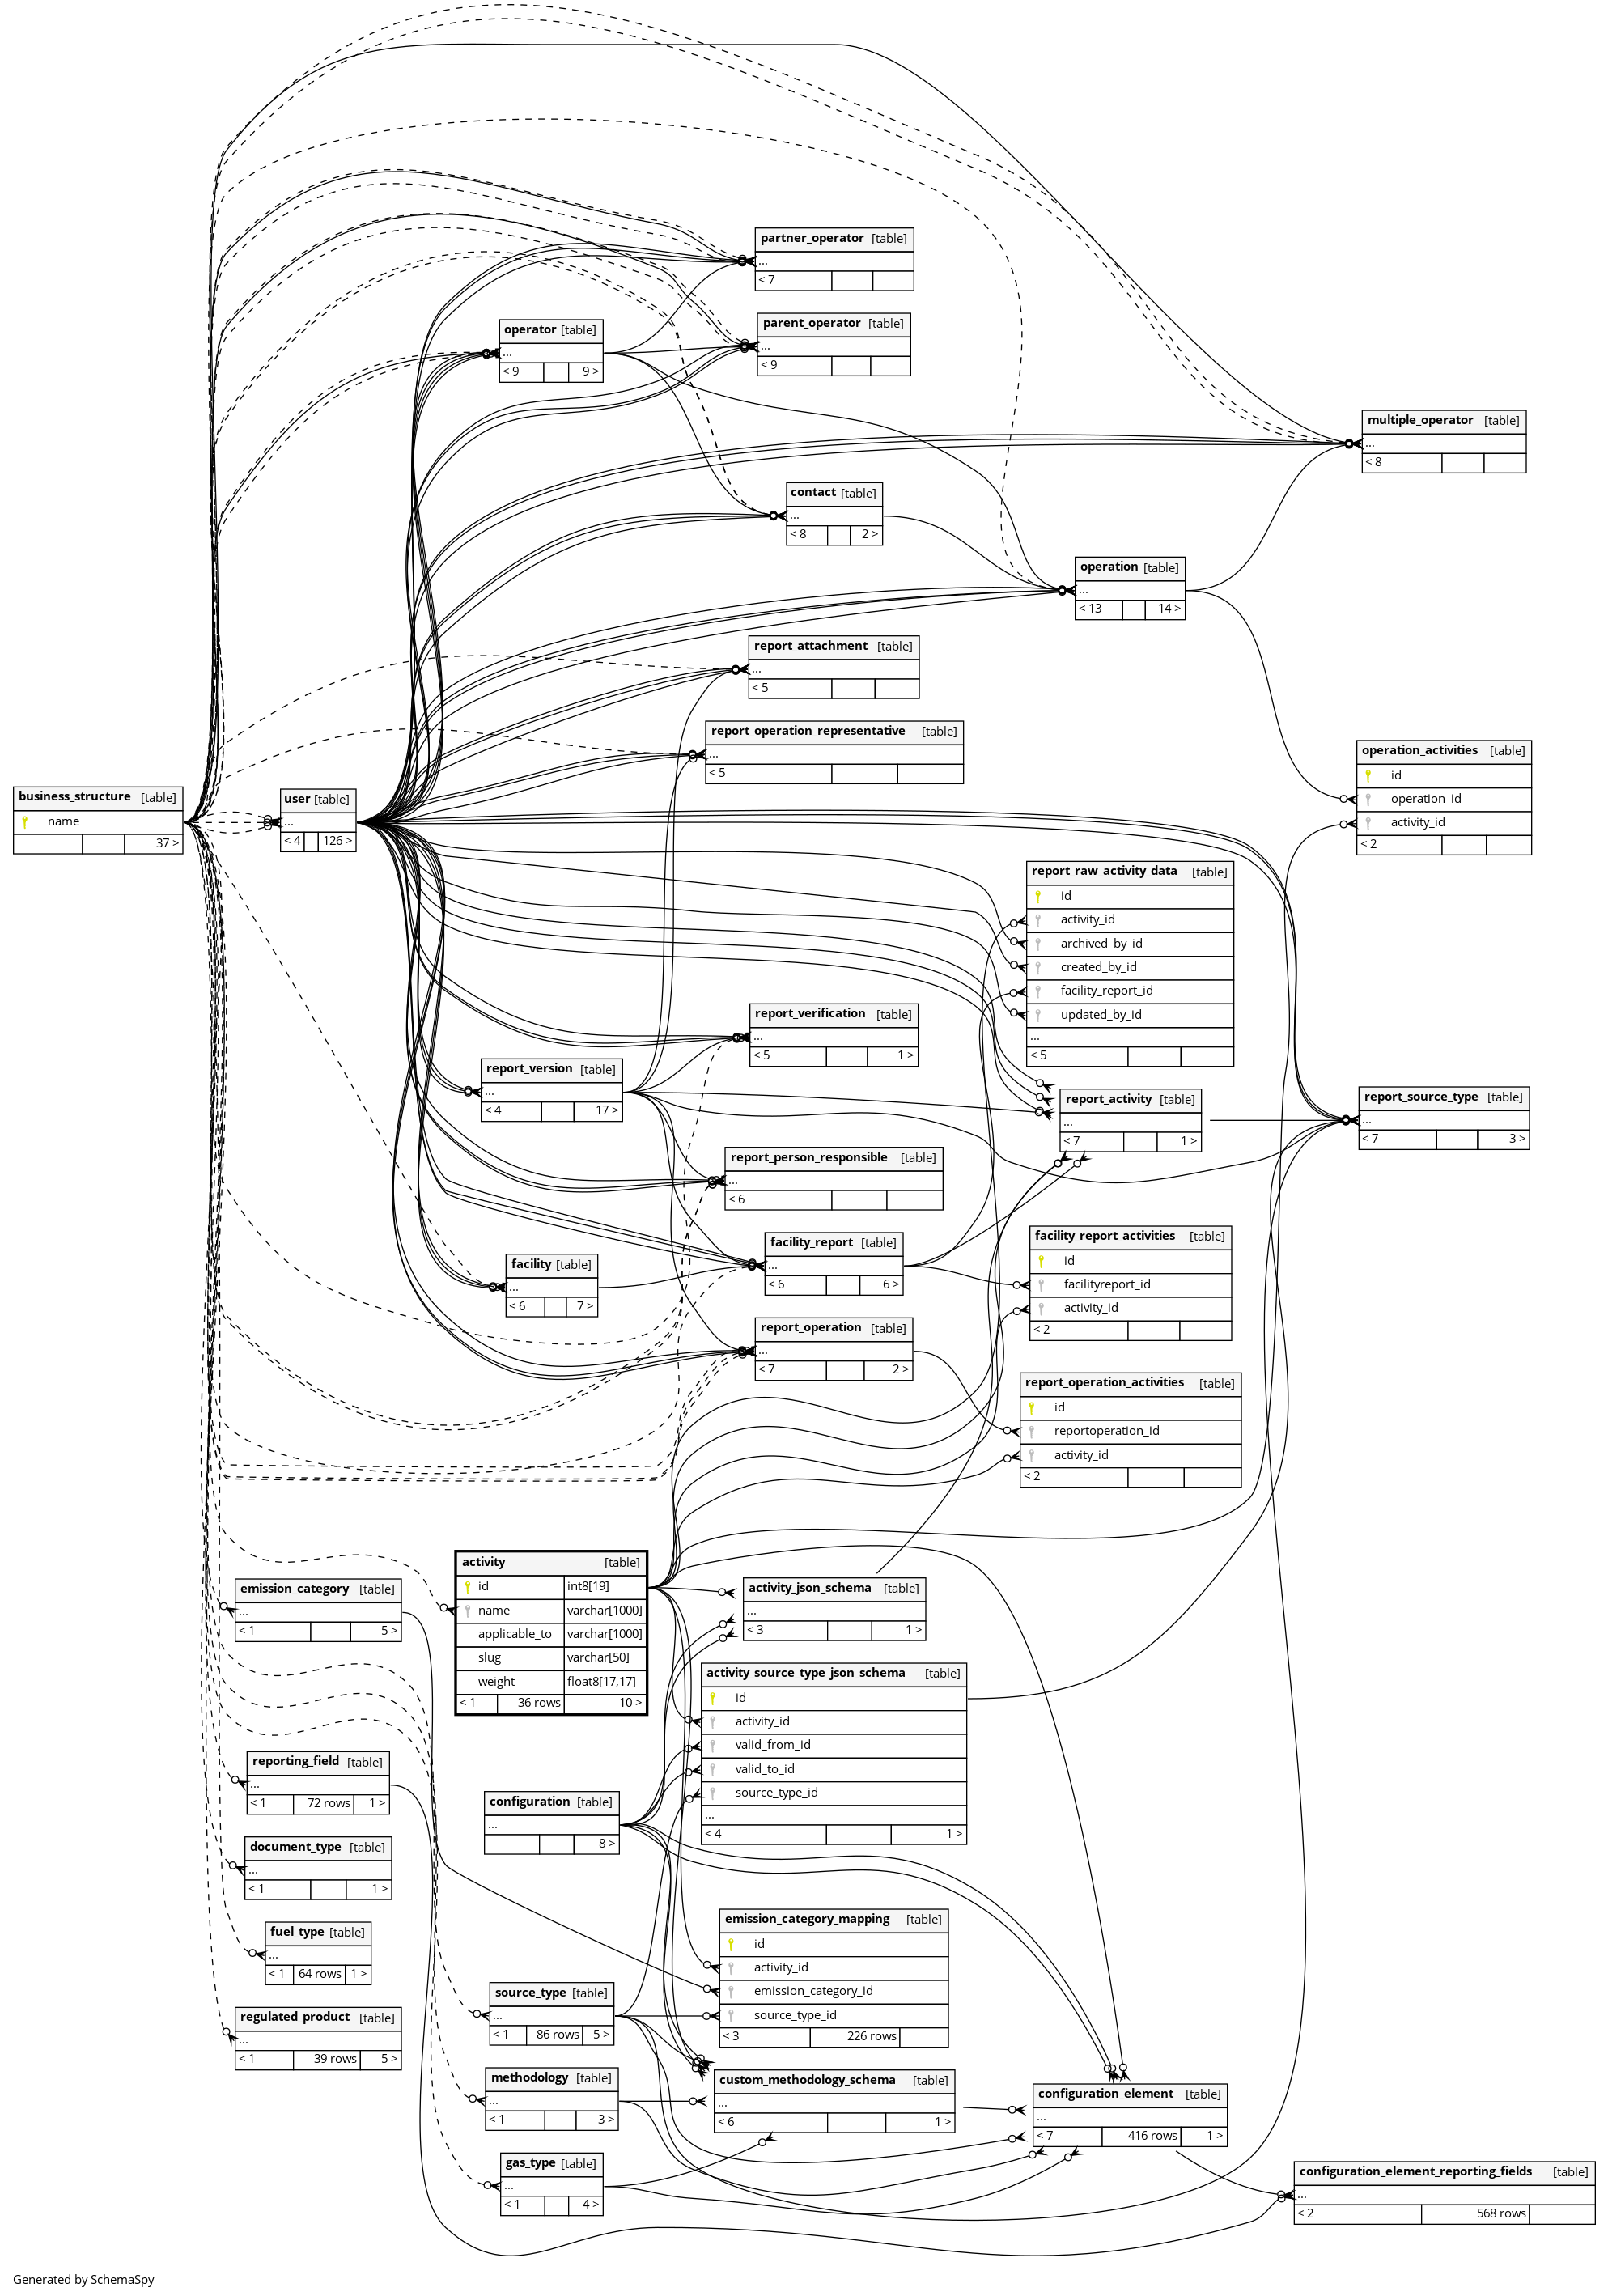 partner_operator [table]
...
< 7
parent_operator [table]
...
< 9
operator [table]
...
< 9 9 >
multiple_operator [table]
...
< 8
contact [table]
...
< 8 2 >
operation [table]
...
< 13 14 >
report_attachment [table]
...
< 5
report_operation_representative [table]
...
< 5
operation_activities [table]
id
operation_id
activity_id
< 2
business_structure [table]
name
37 >
user [table]
...
< 4 126 >
report_raw_activity_data [table]
id
activity_id
archived_by_id
created_by_id
facility_report_id
updated_by_id
...
< 5
report_verification [table]
...
< 5 1 >
report_version [table]
...
< 4 17 >
report_activity [table]
...
< 7 1 >
report_source_type [table]
...
< 7 3 >
report_person_responsible [table]
...
< 6
facility_report [table]
...
< 6 6 >
facility_report_activities [table]
id
facilityreport_id
activity_id
< 2
facility [table]
...
< 6 7 >
report_operation [table]
...
< 7 2 >
report_operation_activities [table]
id
reportoperation_id
activity_id
< 2
activity [table]
id int8[19]
name varchar[1000]
applicable_to varchar[1000]
slug varchar[50]
weight float8[17,17]
< 1 36 rows 10 >
emission_category [table]
...
< 1 5 >
activity_json_schema [table]
...
< 3 1 >
activity_source_type_json_schema [table]
id
activity_id
valid_from_id
valid_to_id
source_type_id
...
< 4 1 >
reporting_field [table]
...
< 1 72 rows 1 >
configuration [table]
...
8 >
document_type [table]
...
< 1 1 >
fuel_type [table]
...
< 1 64 rows 1 >
emission_category_mapping [table]
id
activity_id
emission_category_id
source_type_id
< 3 226 rows
source_type [table]
...
< 1 86 rows 5 >
regulated_product [table]
...
< 1 39 rows 5 >
methodology [table]
...
< 1 3 >
custom_methodology_schema [table]
...
< 6 1 >
configuration_element [table]
...
< 7 416 rows 1 >
gas_type [table]
...
< 1 4 >
configuration_element_reporting_fields [table]
...
< 2 568 rows
Generated by SchemaSpy